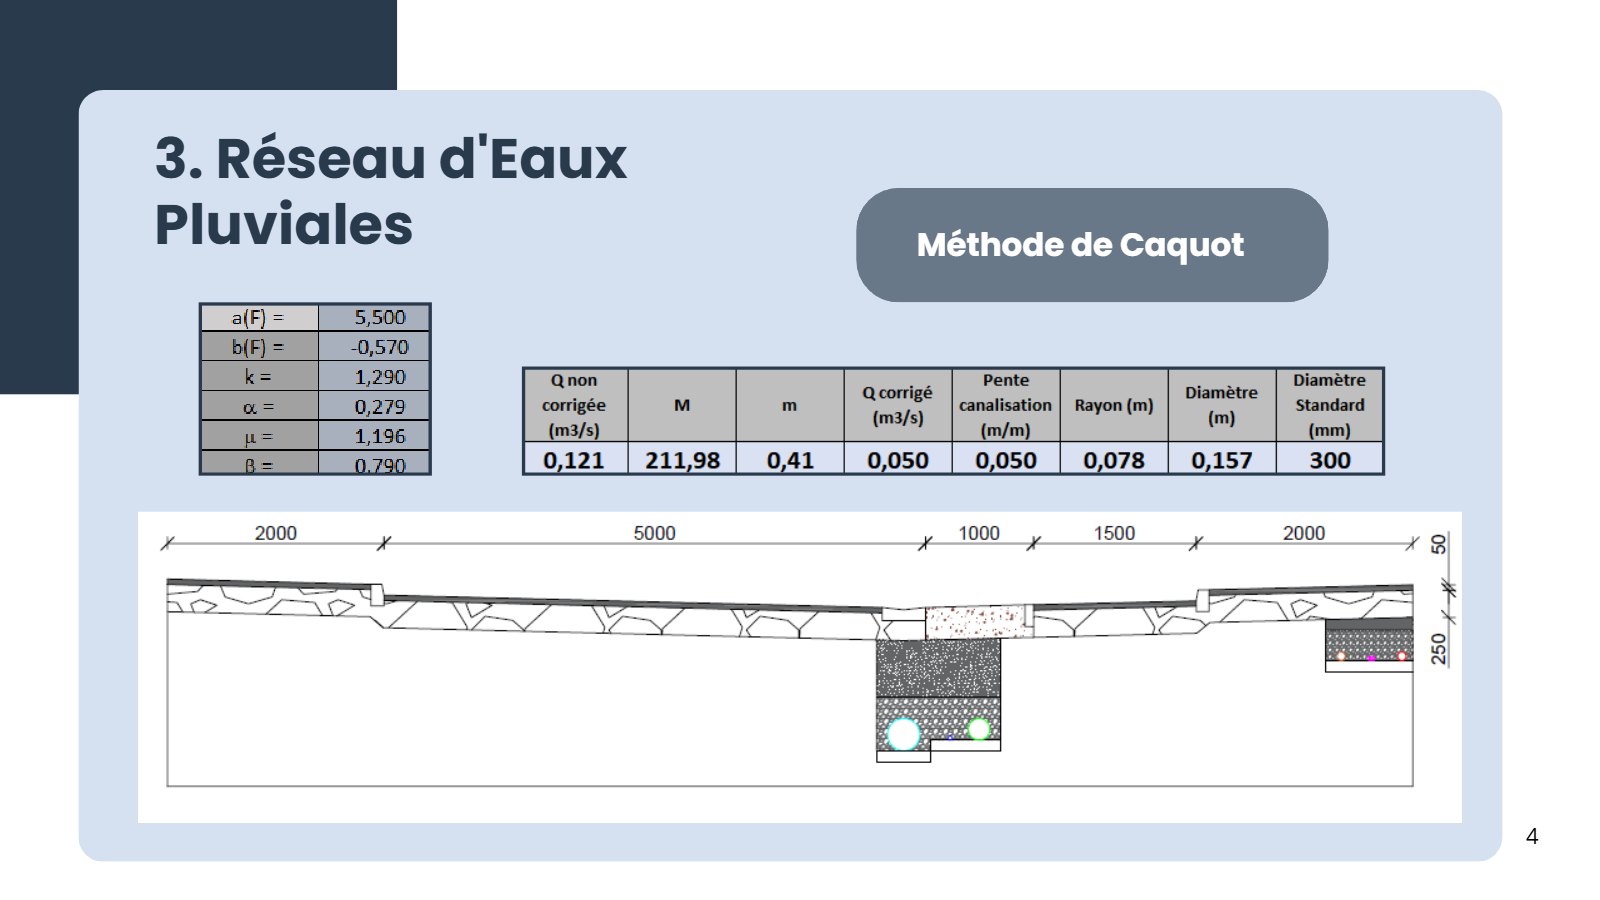 3. Réseau d'Eaux
Pluviales
Méthode de Caquot
a(F) = 5,500
b(F) = -0,570
k = 1,290
α = 0,279
μ = 1,196
β = 0,790
Q non corrigée (m3/s) M m Q corrigé (m3/s) Pente canalisation (m/m) Rayon (m) Diamètre (m) Diamètre Standard (mm)
0,121 211,98 0,41 0,050 0,050 0,078 0,157 300
2000 5000 1000 1500 2000
50
250
4